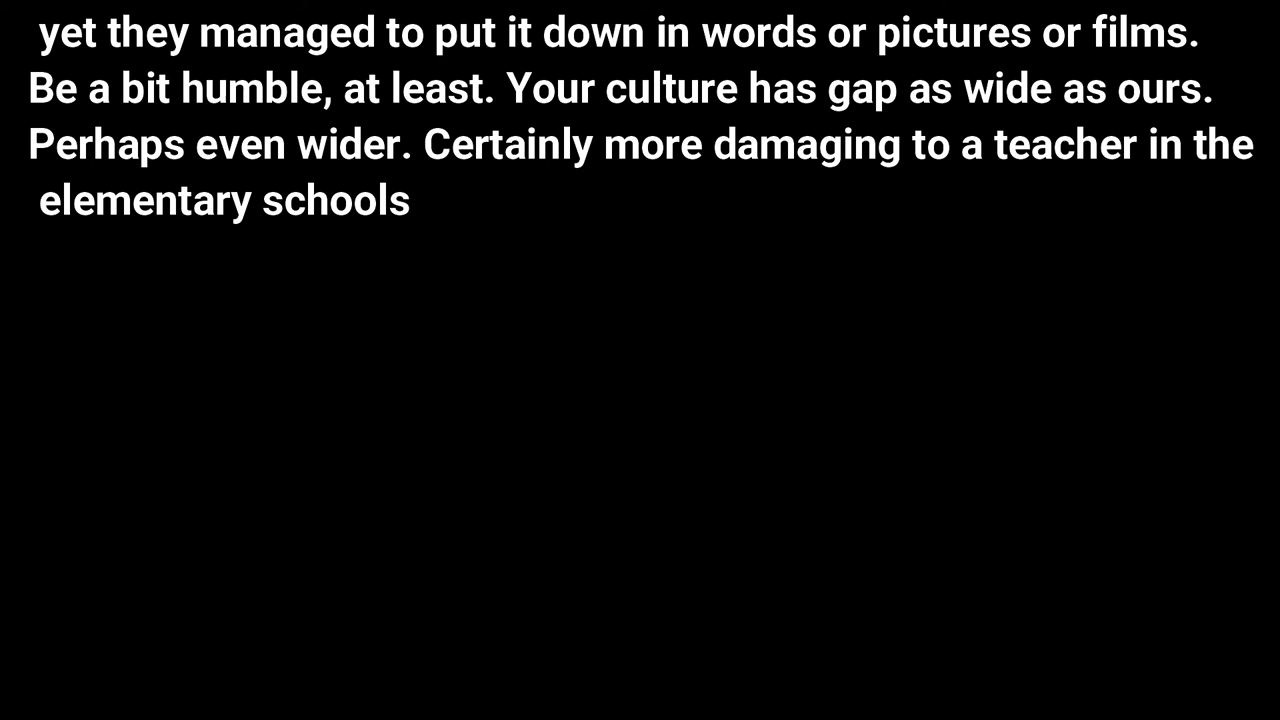 yet they managed to put it down in words or pictures or films.
Be a bit humble, at least. Your culture has gap as wide as ours.
Perhaps even wider. Certainly more damaging to a teacher in the
elementary schools